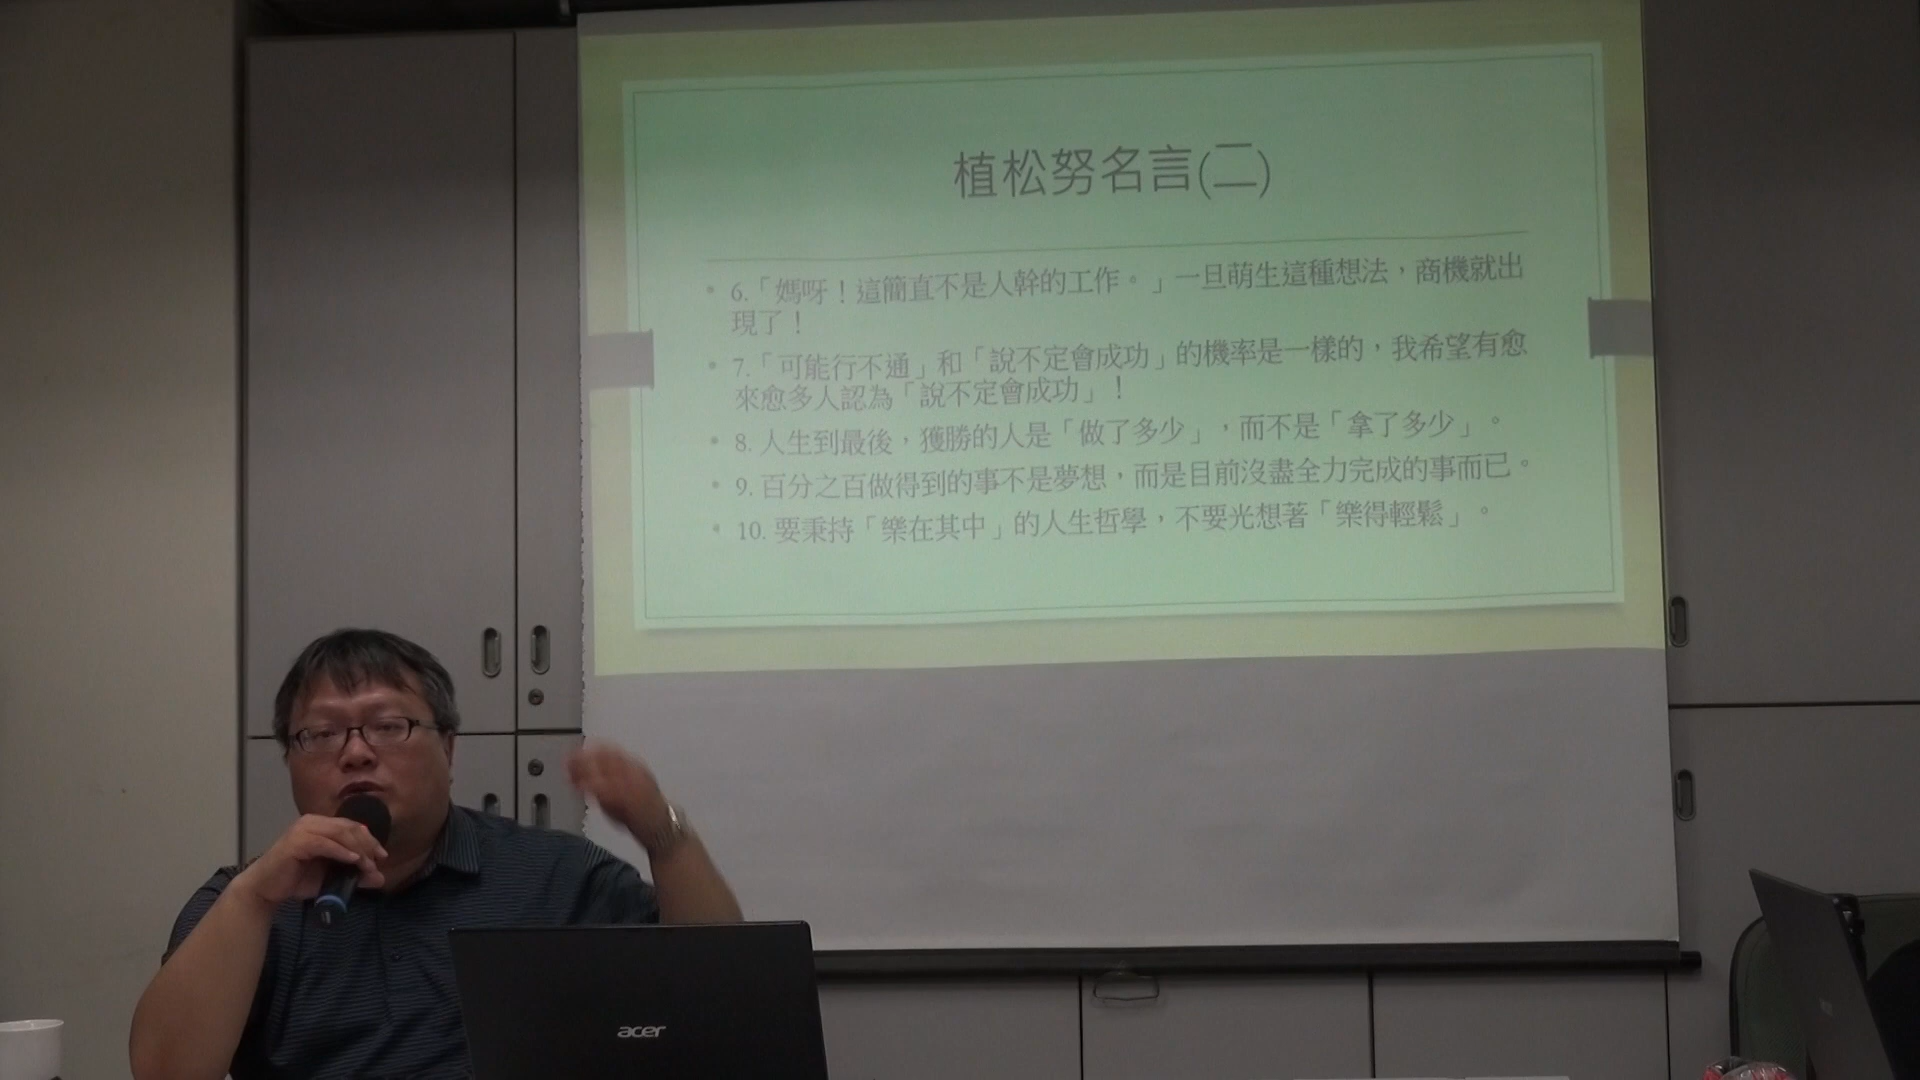 植松努名言(二)
• 6.「媽呀！這簡直不是人幹的工作。」一旦萌生這種想法，商機就出
現了！
• 7.「可能行不通」和「說不定會成功」的機率是一樣的，我希望有愈
來愈多人認為「說不定會成功」！
• 8. 人生到最後，獲勝的人是「做了多少」，而不是「拿了多少」。
• 9. 百分之百做得到的事不是夢想，而是目前沒盡全力完成的事而已。
• 10. 要秉持「樂在其中」的人生哲學，不要光想著「樂得輕鬆」。
acer